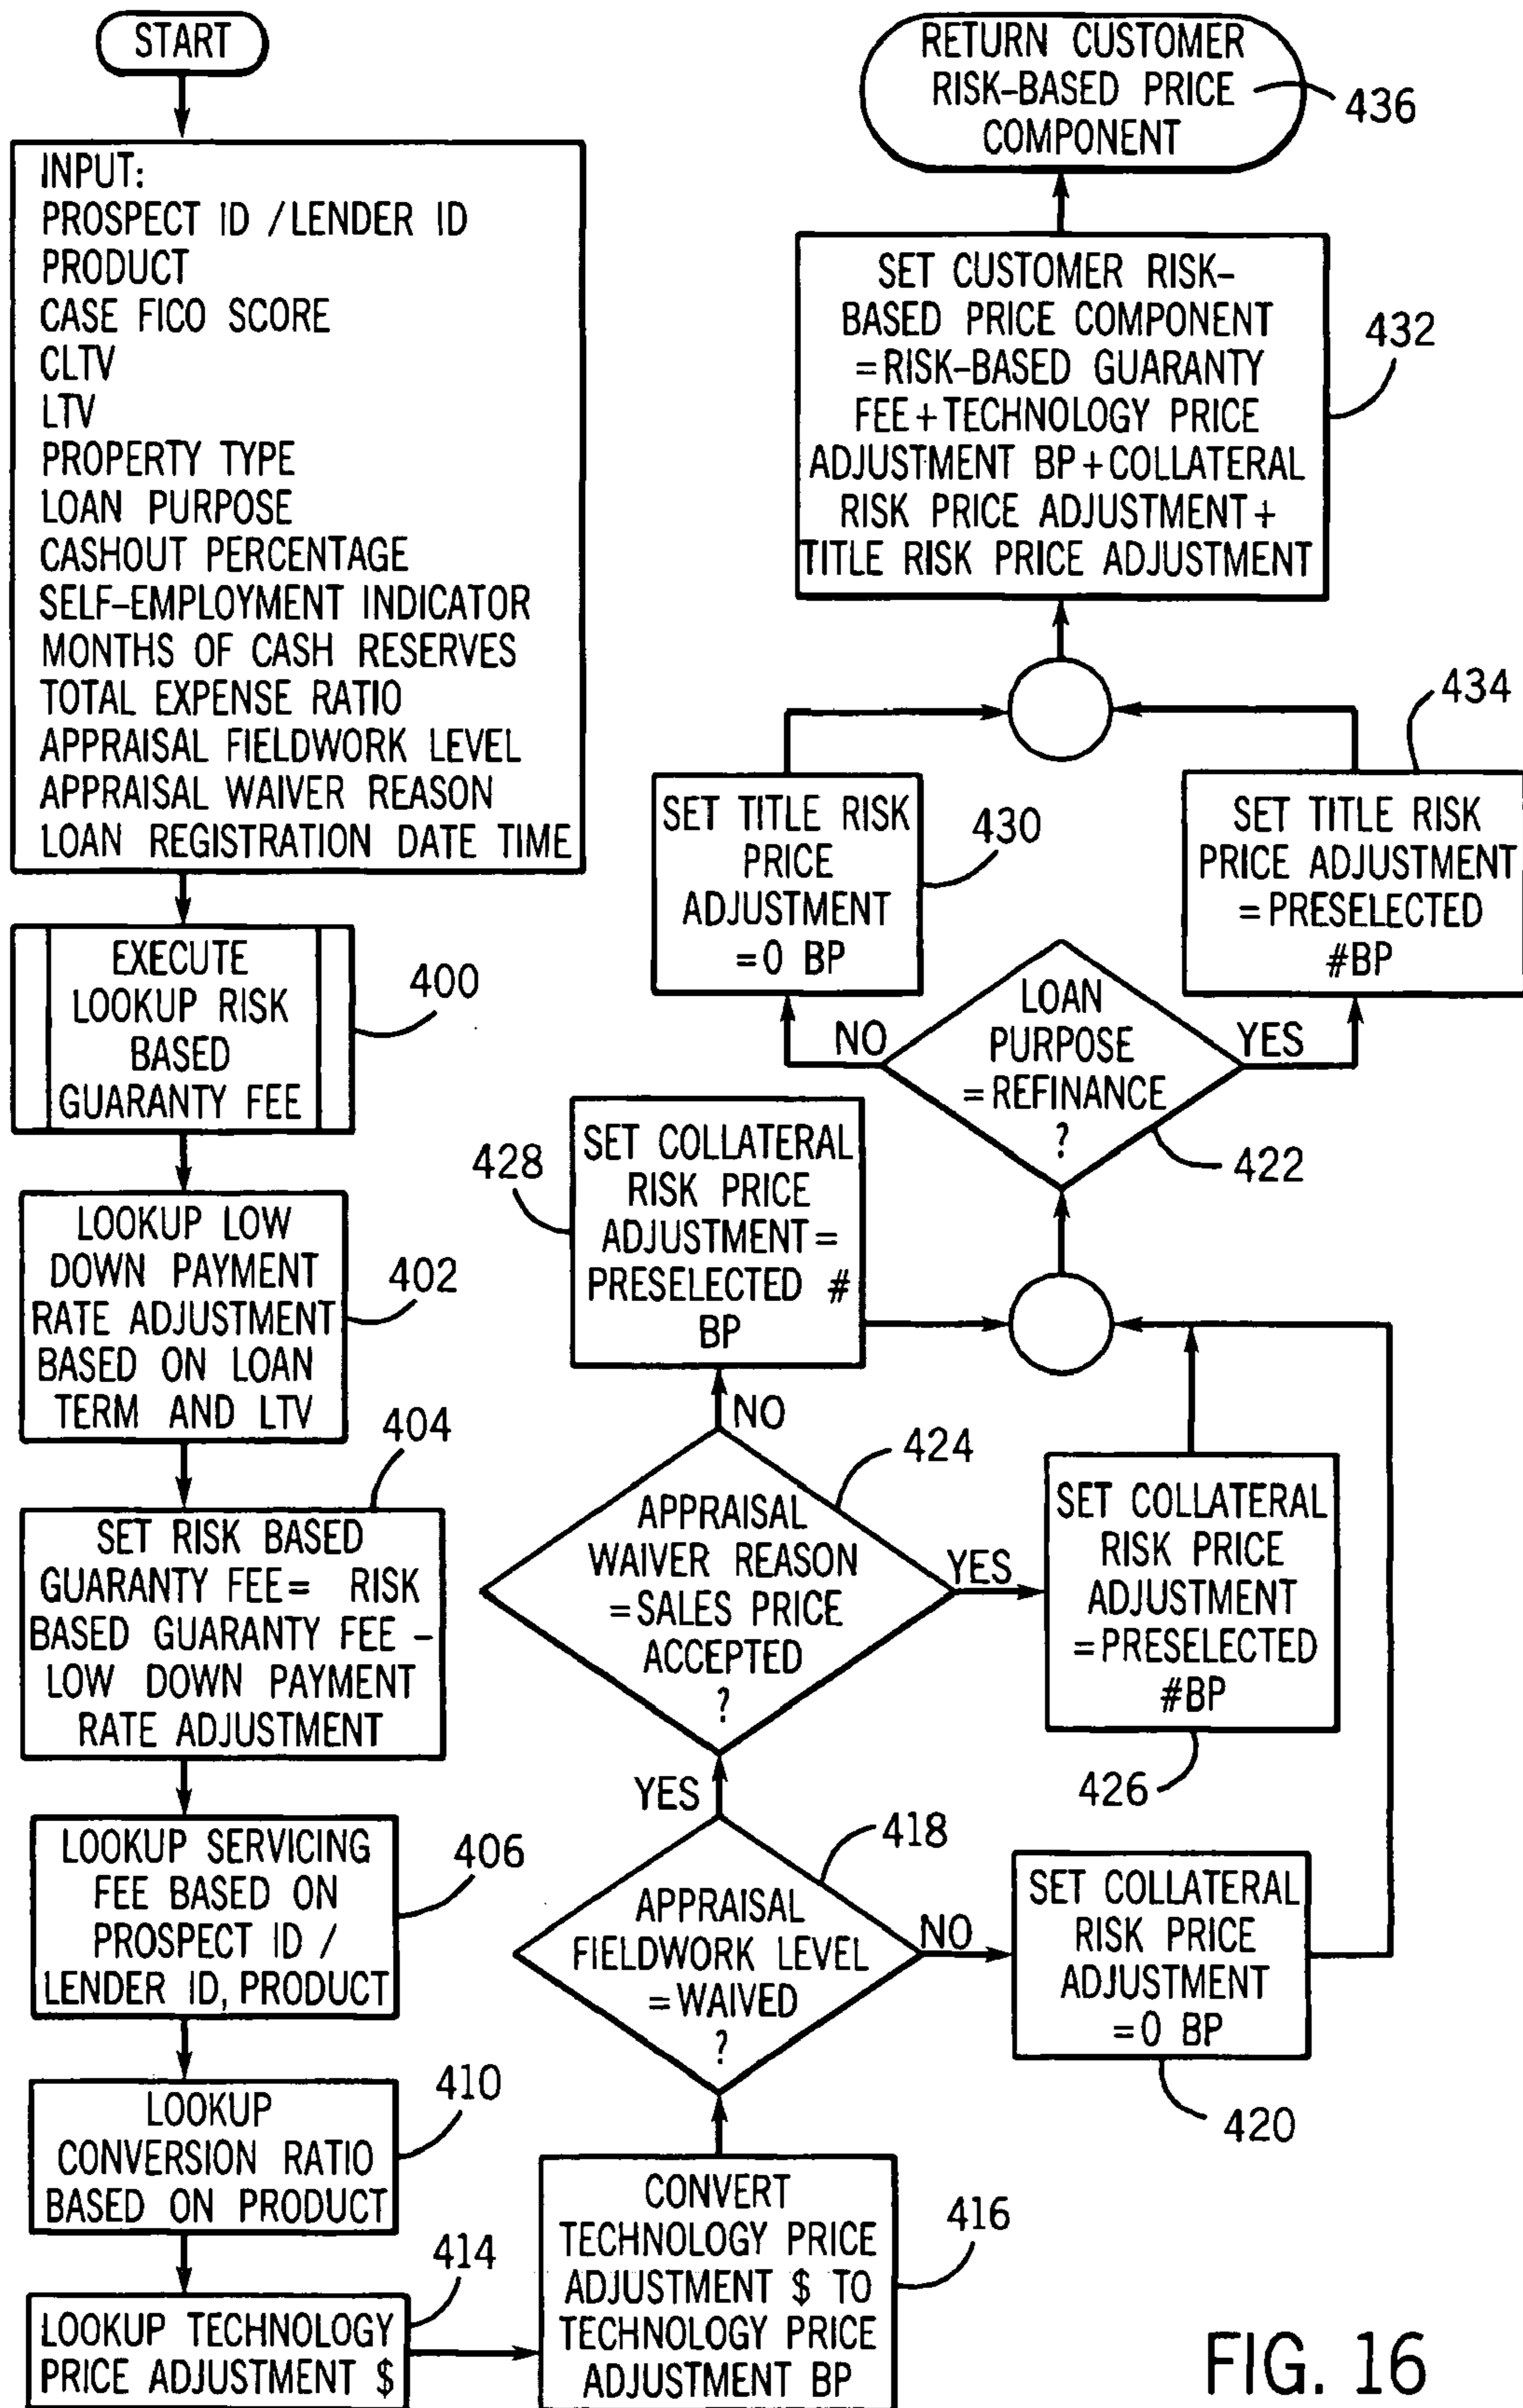 START
INPUT:
PROSPECT ID / LENDER ID
PRODUCT
CASE FICO SCORE
CLTV
LTV
PROPERTY TYPE
LOAN PURPOSE
CASHOUT PERCENTAGE
SELF-EMPLOYMENT INDICATOR
MONTHS OF CASH RESERVES
TOTAL EXPENSE RATIO
APPRAISAL FIELDWORK LEVEL
APPRAISAL WAIVER REASON
LOAN REGISTRATION DATE TIME
EXECUTE
LOOKUP RISK
BASED
GUARANTY FEE
400
LOOKUP LOW
DOWN PAYMENT
RATE ADJUSTMENT
BASED ON LOAN
TERM AND LTV
402
404
SET RISK BASED
GUARANTY FEE= RISK
BASED GUARANTY FEE -
LOW DOWN PAYMENT
RATE ADJUSTMENT
LOOKUP SERVICING
FEE BASED ON
PROSPECT ID /
LENDER ID, PRODUCT
406
LOOKUP
CONVERSION RATIO
BASED ON PRODUCT
410
414
LOOKUP TECHNOLOGY
PRICE ADJUSTMENT $
CONVERT
TECHNOLOGY PRICE
ADJUSTMENT $ TO
TECHNOLOGY PRICE
ADJUSTMENT BP
416
APPRAISAL
FIELDWORK LEVEL
=WAIVED
?
418
NO
SET COLLATERAL
RISK PRICE
ADJUSTMENT
=0 BP
420
YES
APPRAISAL
WAIVER REASON
=SALES PRICE
ACCEPTED
?
424
YES
SET COLLATERAL
RISK PRICE
ADJUSTMENT
=PRESELECTED
#BP
426
NO
428
SET COLLATERAL
RISK PRICE
ADJUSTMENT=
PRESELECTED #
BP
LOAN
PURPOSE
=REFINANCE
?
422
NO
YES
SET TITLE RISK
PRICE
ADJUSTMENT
=0 BP
430
434
SET TITLE RISK
PRICE ADJUSTMENT
=PRESELECTED
#BP
SET CUSTOMER RISK-
BASED PRICE COMPONENT
=RISK-BASED GUARANTY
FEE+TECHNOLOGY PRICE
ADJUSTMENT BP+COLLATERAL
RISK PRICE ADJUSTMENT+
TITLE RISK PRICE ADJUSTMENT
432
RETURN CUSTOMER
RISK-BASED PRICE
COMPONENT
436
FIG. 16